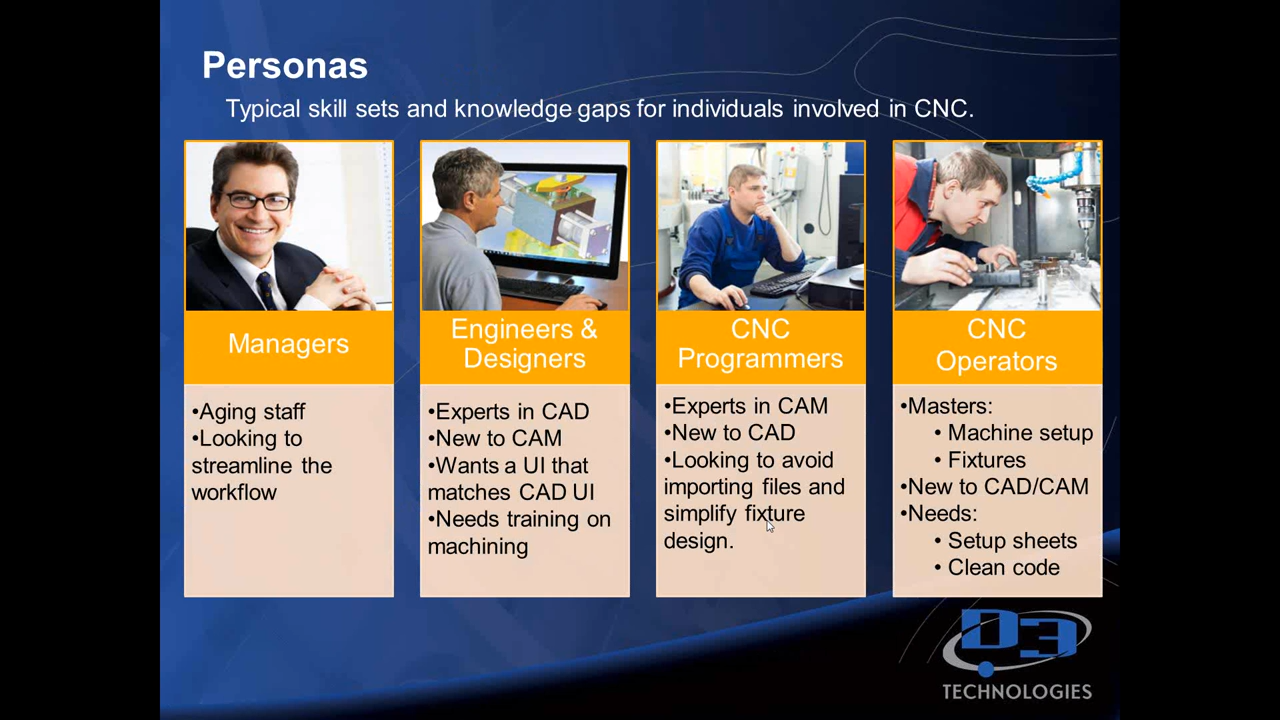 Personas
Typical skill sets and knowledge gaps for individuals involved in CNC.
Managers
•Aging staff
•Looking to
streamline the
workflow
Engineers &
Designers
•Experts in CAD
•New to CAM
•Wants a UI that
matches CAD UI
•Needs training on
machining
CNC
Programmers
•Experts in CAM
•New to CAD
•Looking to avoid
importing files and
simplify fixture
design.
CNC
Operators
•Masters:
• Machine setup
• Fixtures
•New to CAD/CAM
•Needs:
• Setup sheets
• Clean code
D3
TECHNOLOGIES